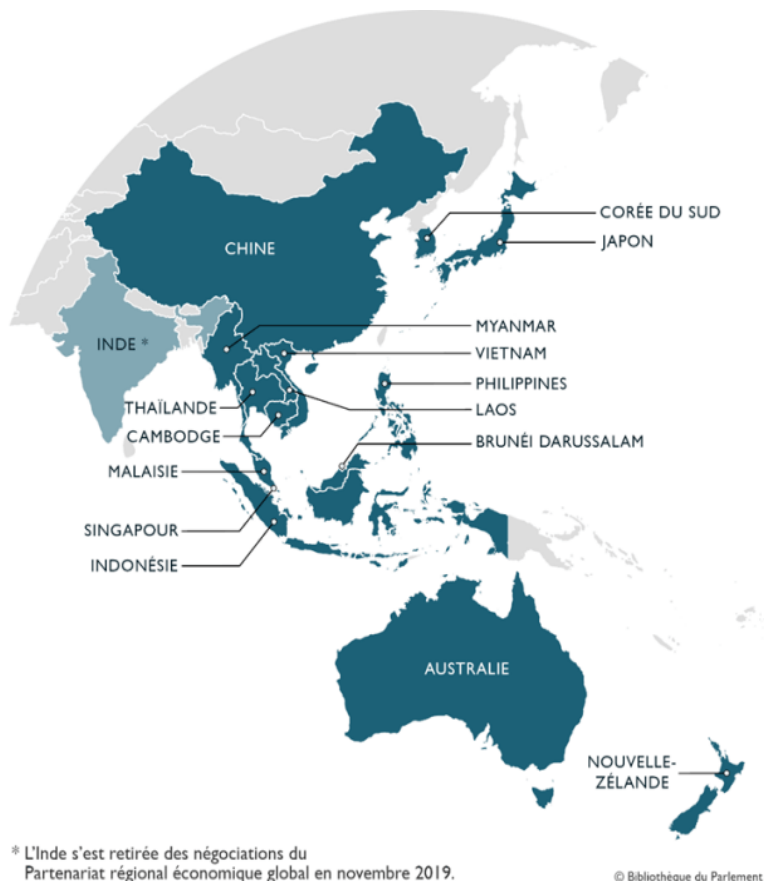 CORÉE DU SUD
JAPON
CHINE
MYANMAR
INDE *
VIETNAM
PHILIPPINES
THAÏLANDE
LAOS
CAMBODGE
BRUNÉI DARUSSALAM
MALAISIE
SINGAPOUR
INDONÉSIE
AUSTRALIE
NOUVELLE-
ZÉLANDE
* L'Inde s'est retirée des négociations du
Partenariat régional économique global en novembre 2019.
© Bibliothèque du Parlement